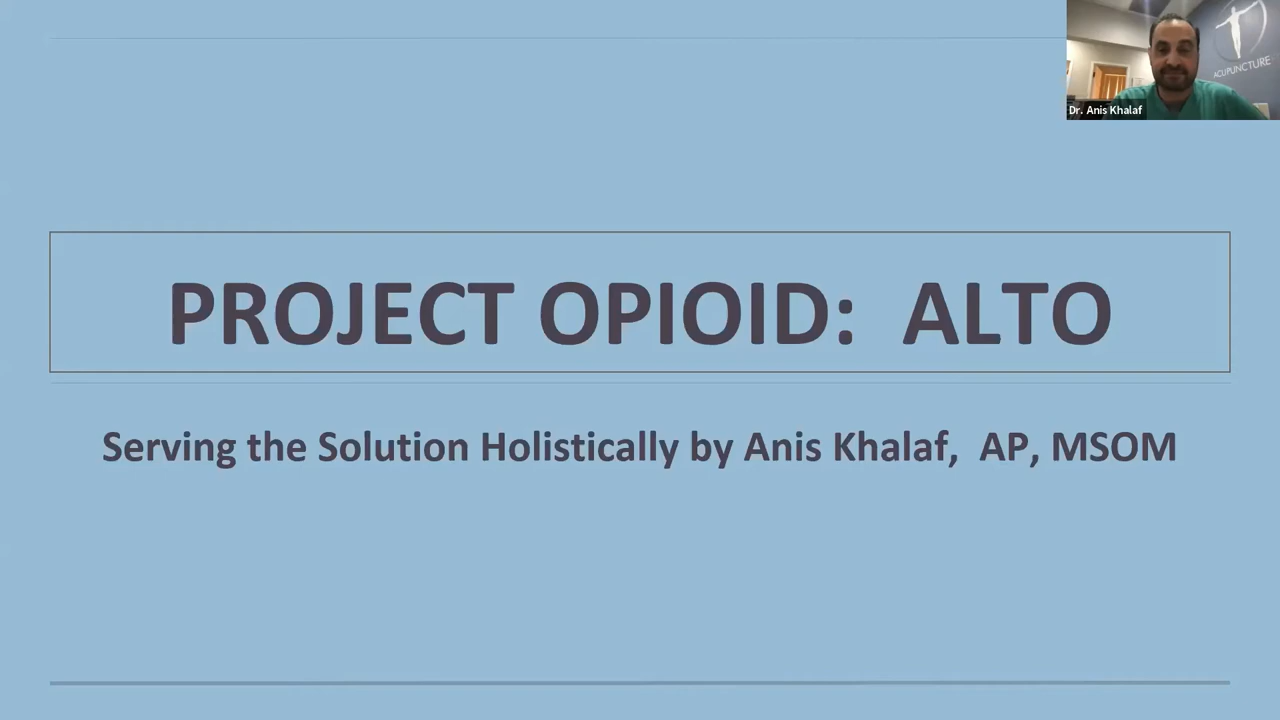 ACUPUNCTURE
Dr. Anis Khalaf
PROJECT OPIOID:  ALTO
Serving the Solution Holistically by Anis Khalaf,  AP, MSOM